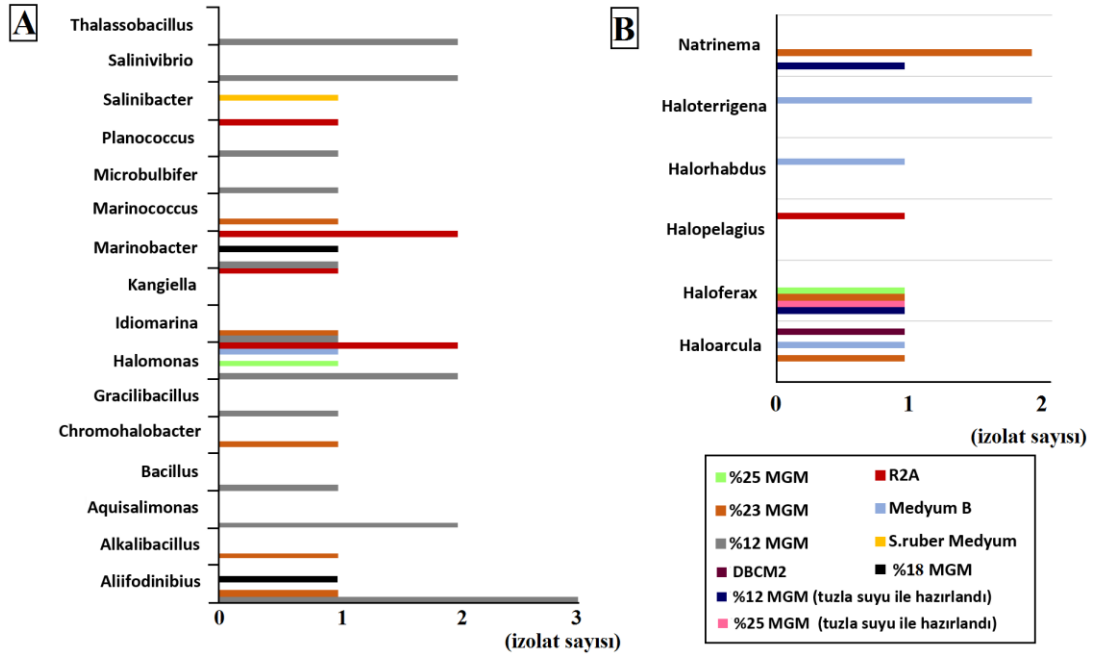 A
Thalassobacillus
Salinivibrio
Salinibacter
Planococcus
Microbulbifer
Marinococcus
Marinobacter
Kangiella
Idiomarina
Halomonas
Gracilibacillus
Chromohalobacter
Bacillus
Aquisalimonas
Alkalibacillus
Aliifodinibius
0 1 2 3
(izolat sayısı)
B
Natrinema
Haloterrigena
Halorhabdus
Halopelagius
Haloferax
Haloarcula
0 1 2
(izolat sayısı)
%25 MGM R2A
%23 MGM Medyum B
%12 MGM S.ruber Medyum
DBCM2 %18 MGM
%12 MGM (tuzla suyu ile hazırlandı)
%25 MGM (tuzla suyu ile hazırlandı)